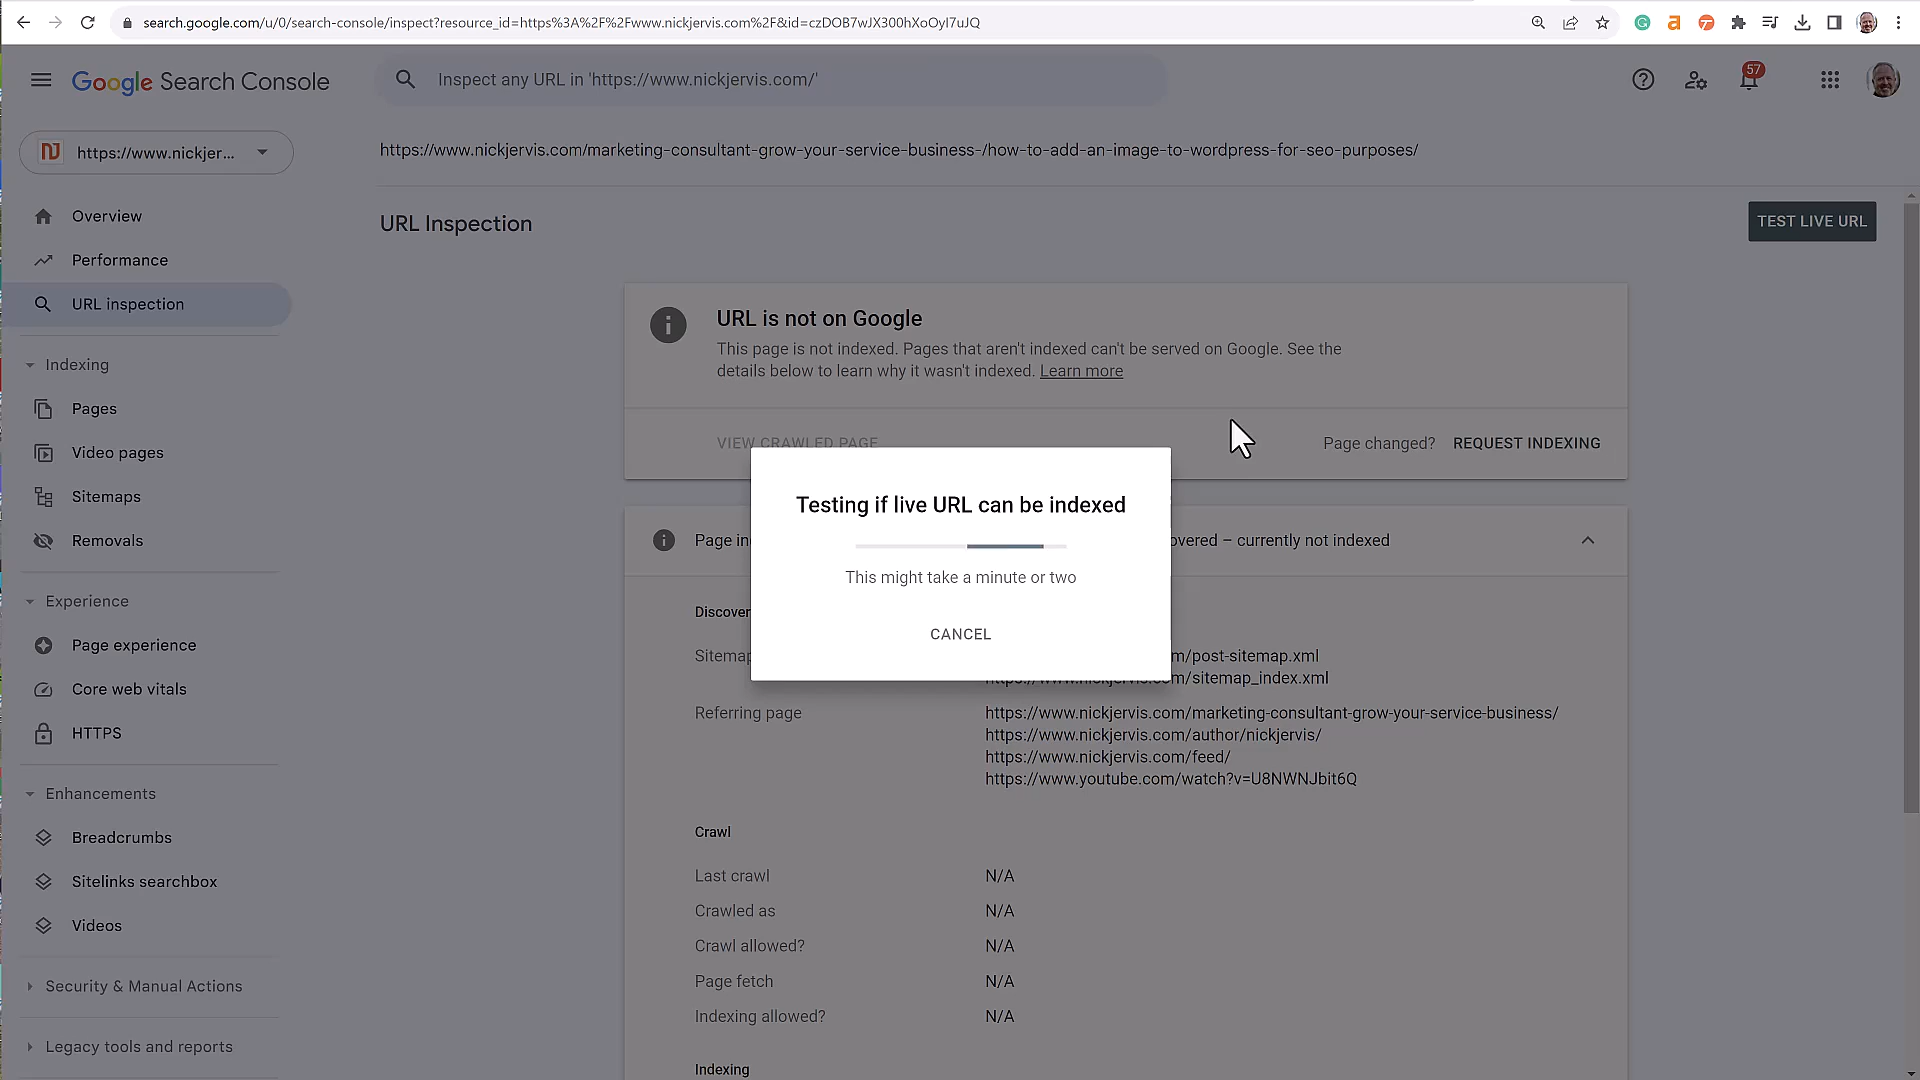 search.google.com/u/0/search-console/inspect?resource_id=https%3A%2F%2Fwww.nickjervis.com%2F&id=czDOB7wJX300hXoOyI7uJQ
Google Search Console
Inspect any URL in 'https://www.nickjervis.com/'
57
https://www.nickjer...
https://www.nickjervis.com/marketing-consultant-grow-your-service-business-/how-to-add-an-image-to-wordpress-for-seo-purposes/
Overview
Performance
URL inspection
Indexing
Pages
Video pages
Sitemaps
Removals
Experience
Page experience
Core web vitals
HTTPS
Enhancements
Breadcrumbs
Sitelinks searchbox
Videos
Security & Manual Actions
Legacy tools and reports
URL Inspection
TEST LIVE URL
URL is not on Google
This page is not indexed. Pages that aren't indexed can't be served on Google. See the
details below to learn why it wasn't indexed. Learn more
VIEW CRAWLED PAGE
Page changed? REQUEST INDEXING
Testing if live URL can be indexed
This might take a minute or two
CANCEL
Page in
overed – currently not indexed
Discover
Sitemap
m/post-sitemap.xml
https://www.nickjervis.com/sitemap_index.xml
Referring page
https://www.nickjervis.com/marketing-consultant-grow-your-service-business/
https://www.nickjervis.com/author/nickjervis/
https://www.nickjervis.com/feed/
https://www.youtube.com/watch?v=U8NWNJbit6Q
Crawl
Last crawl N/A
Crawled as N/A
Crawl allowed? N/A
Page fetch N/A
Indexing allowed? N/A
Indexing